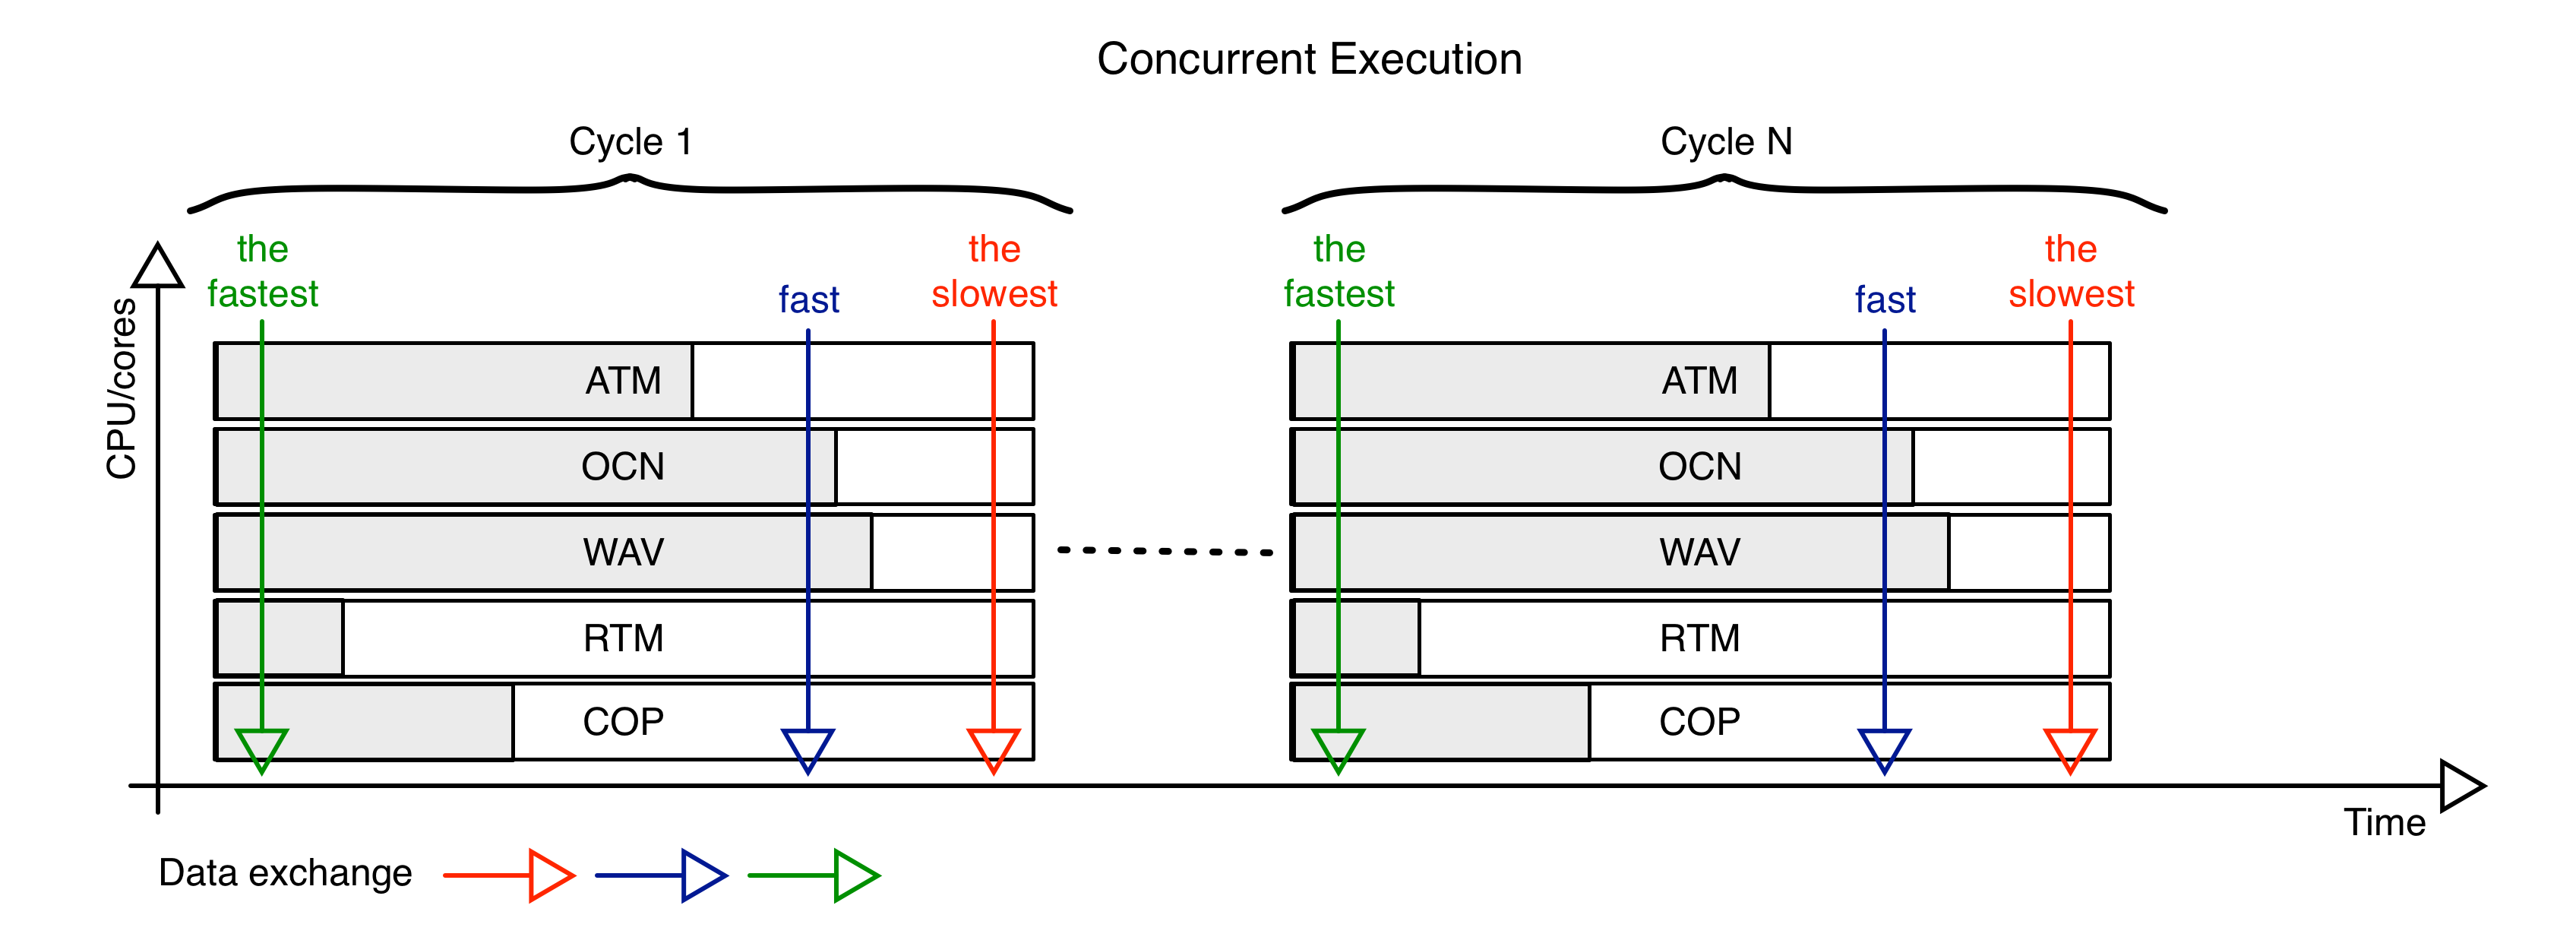 Concurrent Execution
Cycle 1
Cycle N
the
fastest
fast
the
slowest
the
fastest
fast
the
slowest
CPU/cores
ATM
OCN
WAV
RTM
COP
ATM
OCN
WAV
RTM
COP
Time
Data exchange